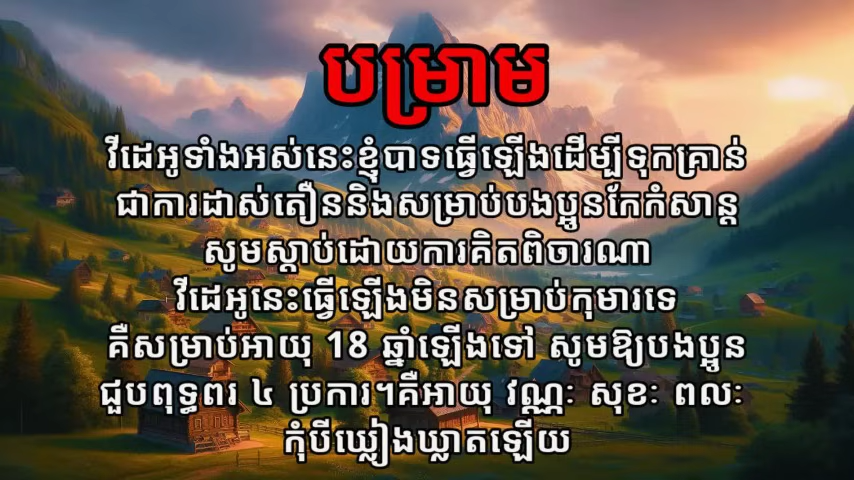 បម្រាម
វីដេអូទាំងអស់នេះខ្ញុំបាទធ្វើឡើងដើម្បីទុកគ្រាន់
ជាការដាស់តឿននិងសម្រាប់បងប្អូនកែកំសាន្ត
សូមស្តាប់ដោយការគិតពិចារណា
វីដេអូនេះធ្វើឡើងមិនសម្រាប់កុមារទេ
គឺសម្រាប់អាយុ 18 ឆ្នាំឡើងទៅ សូមឱ្យបងប្អូន
ជួបពុទ្ធពរ ៤ ប្រការ។គឺអាយុ វណ្ណៈ សុខៈ ពលៈ
កុំបីឃ្លៀងឃ្លាតឡើយ